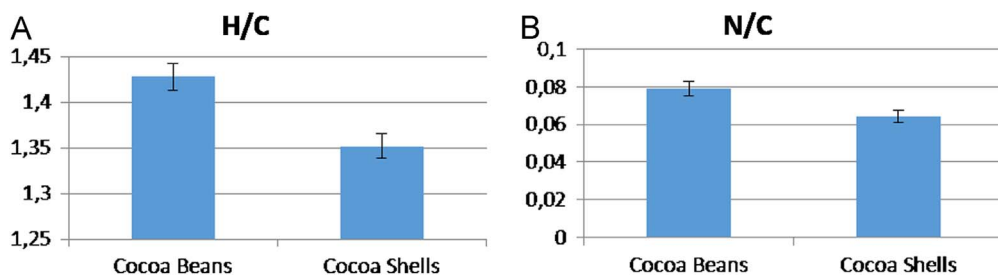 A
H/C
1,45
1,4
1,35
1,3
1,25
Cocoa Beans
Cocoa Shells
B
N/C
0,1
0,08
0,06
0,04
0,02
0
Cocoa Beans
Cocoa Shells